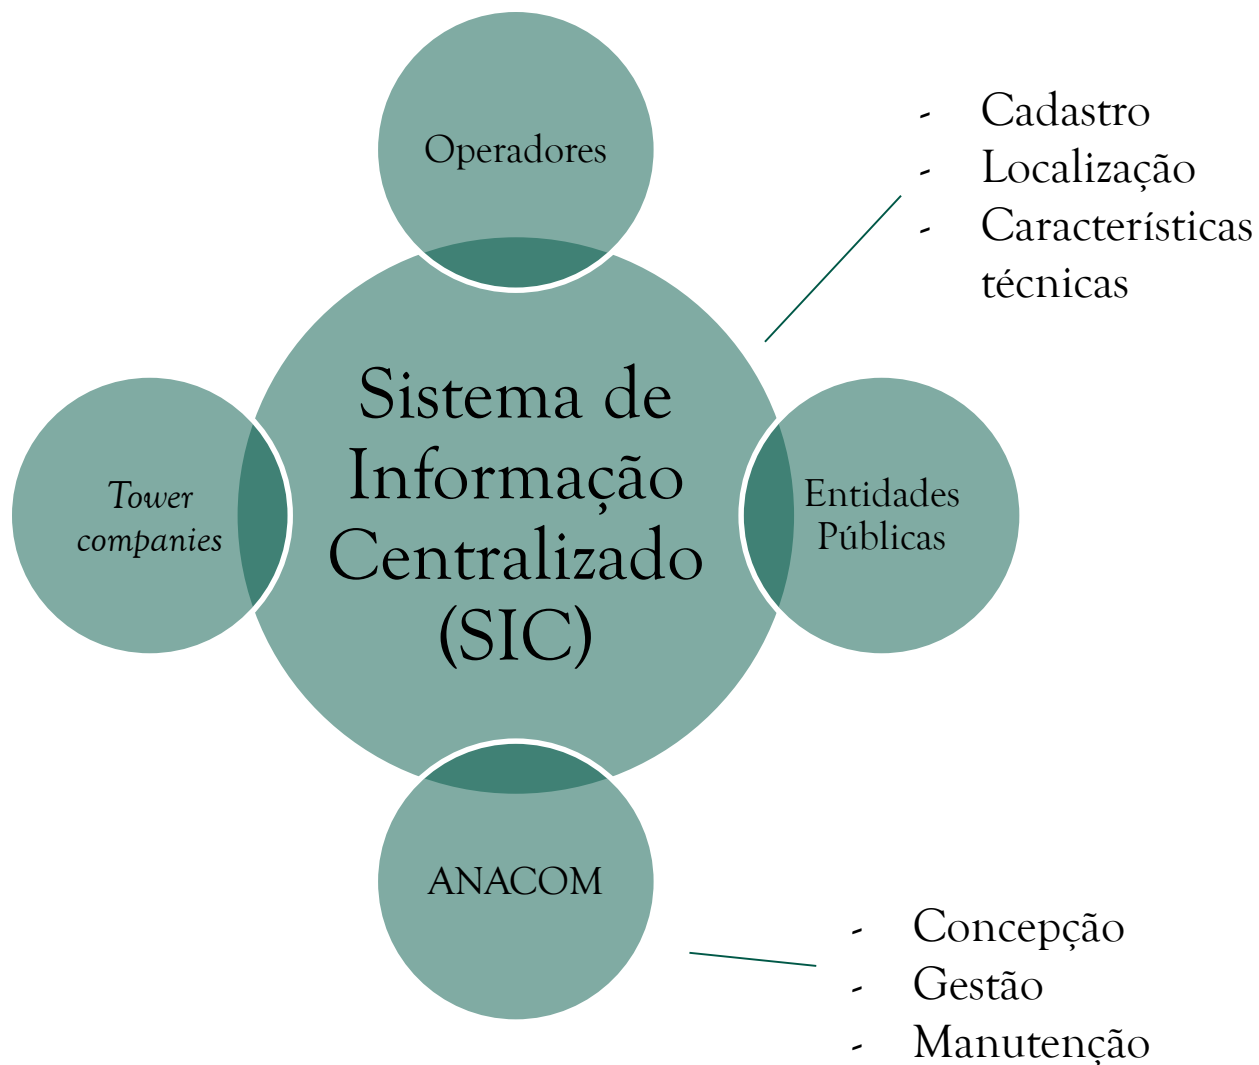 Operadores
- Cadastro
- Localização
- Características
técnicas
Sistema de
Informação
Centralizado
(SIC)
Tower
companies
Entidades
Públicas
ANACOM
- Concepção
- Gestão
- Manutenção